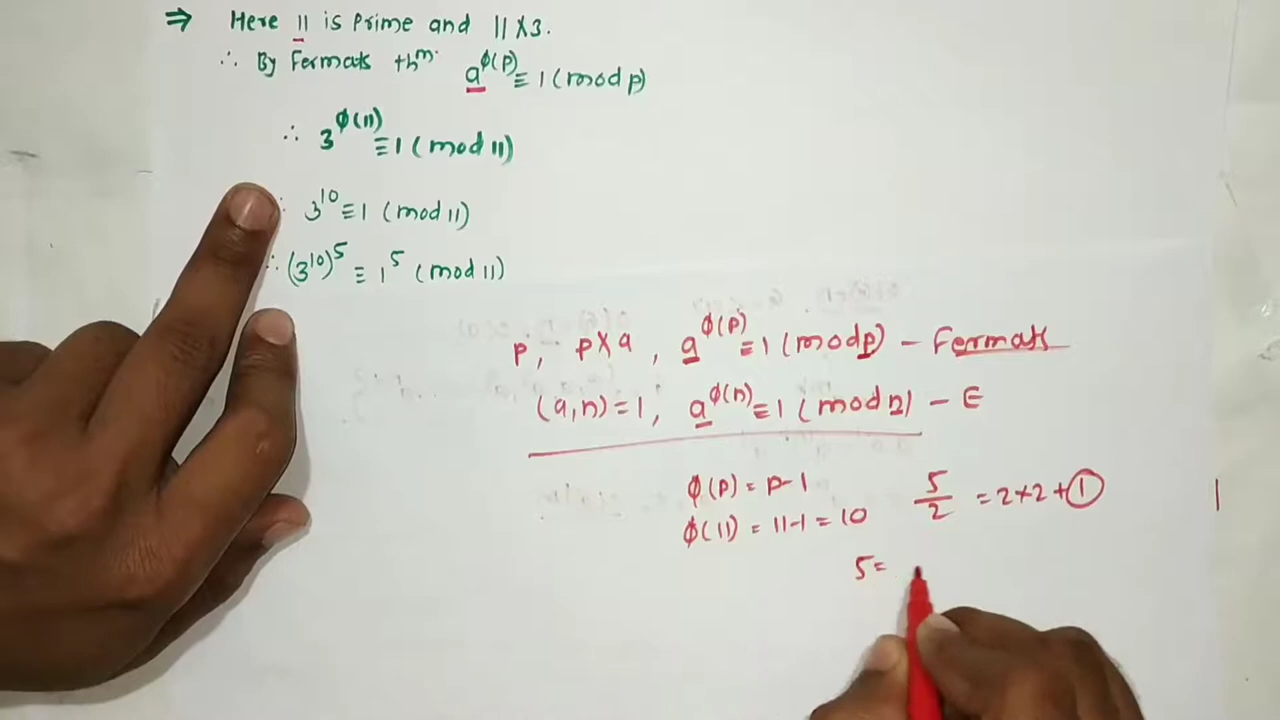 ⇒ Here 11 is Prime and 11∤3.
∴ By Fermats thm. a^φ(p) ≡ 1 (mod p)
∴ 3^φ(11) ≡ 1 (mod 11)
∴ 3^10 ≡ 1 (mod 11)
∴ (3^10)^5 ≡ 1^5 (mod 11)
p, p∤a, a^φ(p) ≡ 1 (mod p) - Fermats
(a,n)=1, a^φ(n) ≡ 1 (mod n) - E
φ(p) = p-1
5/2 = 2×2+1
φ(11) = 11-1 = 10
5=